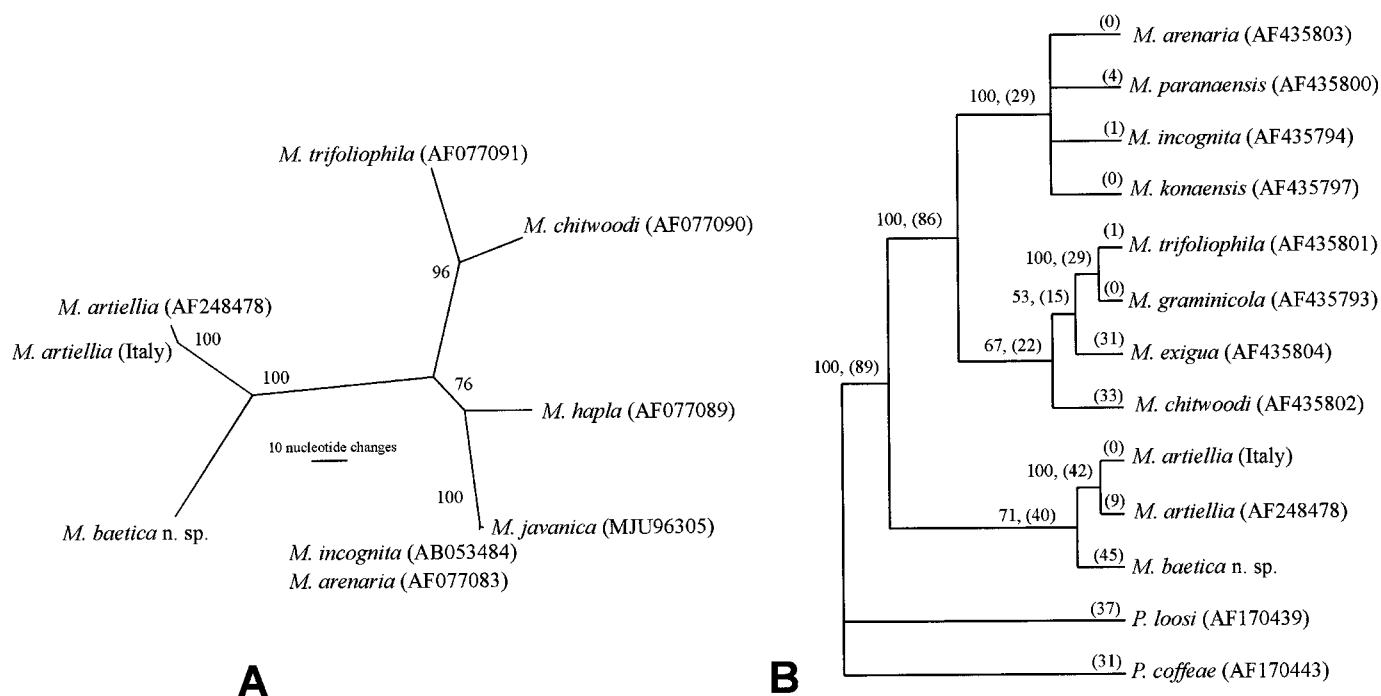 M. trifoliophila (AF077091)
M. chitwoodi (AF077090)
96
M. artiellia (AF248478)
100
M. artiellia (Italy)
100
76
M. hapla (AF077089)
10 nucleotide changes
100
M. baetica n. sp.
M. javanica (MJU96305)
M. incognita (AB053484)
M. arenaria (AF077083)
A
(0)
M. arenaria (AF435803)
(4)
M. paranaensis (AF435800)
100, (29)
(1)
M. incognita (AF435794)
(0)
M. konaensis (AF435797)
100, (86)
(1)
M. trifoliophila (AF435801)
100, (29)
(0)
M. graminicola (AF435793)
53, (15)
(31)
M. exigua (AF435804)
67, (22)
(33)
M. chitwoodi (AF435802)
100, (89)
(0)
M. artiellia (Italy)
100, (42)
(9)
M. artiellia (AF248478)
71, (40)
(45)
M. baetica n. sp.
(37)
P. loosi (AF170439)
(31)
P. coffeae (AF170443)
B